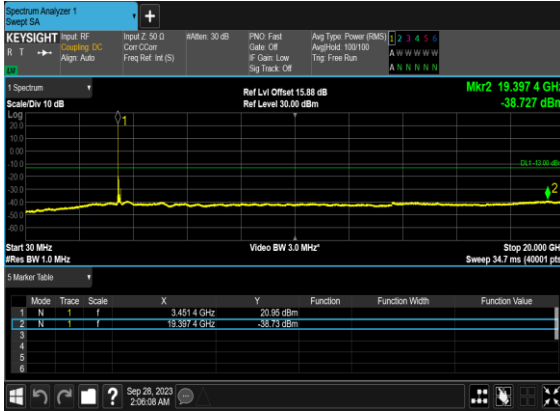 Spectrum Analyzer 1
Swept SA
+
KEYSIGHT Input: RF Input Z: 50 Ω #Atten: 30 dB PNO: Fast Avg Type: Power (RMS) 1 2 3 4 5 6
R T Coupling: DC Corr CCorr Gate: Off Avg|Hold: 100/100 A W W W W W
Align: Auto Freq Ref: Int (S) IF Gain: Low Trig: Free Run
Sig Track: Off A N N N N N
1 Spectrum
Ref Lvl Offset 15.88 dB Mkr2 19.397 4 GHz
Scale/Div 10 dB Ref Level 30.00 dBm -38.727 dBm
Log
20.0
10.0
0.00
-10.0
DL1 -13.00 dBm
-20.0
-30.0
-40.0
-50.0
-60.0
1
2
Start 30 MHz Video BW 3.0 MHz* Stop 20.000 GH
#Res BW 1.0 MHz Sweep 34.7 ms (40001 pts
5 Marker Table
Mode Trace Scale X Y Function Function Width Function Value
1 N 1 f 3.451 4 GHz 20.95 dBm
2 N 1 f 19.397 4 GHz -38.73 dBm
3
4
5
6
? Sep 28, 2023
2:06:08 AM